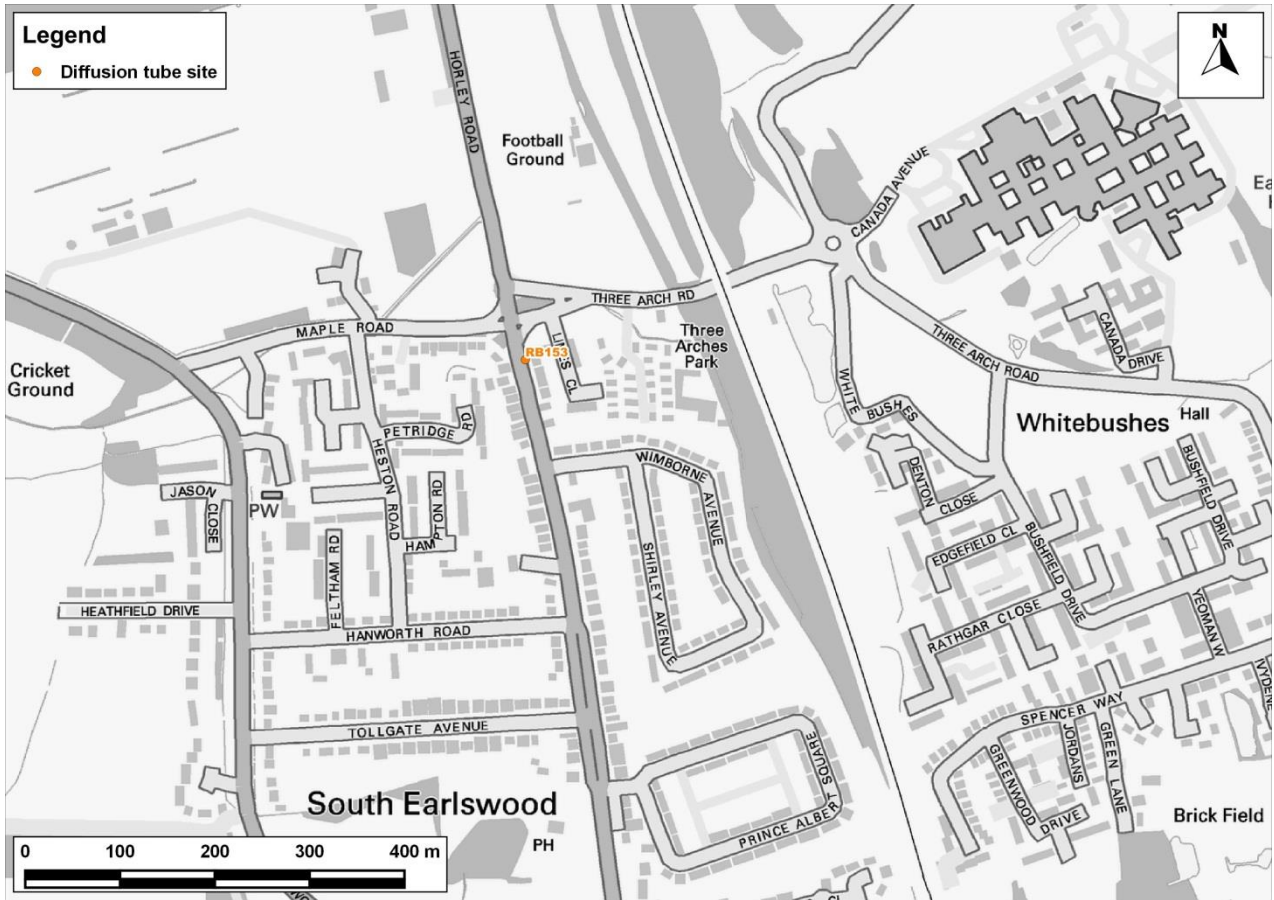 Legend
Diffusion tube site
N
HORLEY ROAD
Football
Ground
CANADA AVENUE
THREE ARCH RD
MAPLE ROAD
RB153
LIMES CL
Three
Arches
Park
Cricket
Ground
CANADA DRIVE
THREE ARCH ROAD
WHITE BUSHES
Whitebushes
Hall
PETRIDGE RD
HESTON ROAD
WIMBORNE AVENUE
DENTON CLOSE
BUSHFIELD DRIVE
JASON CLOSE
PW
HAMPTON RD
FELTHAM RD
SHIRLEY AVENUE
EDGEFIELD CL
BUSHFIELD DRIVE
HEATHFIELD DRIVE
HANWORTH ROAD
RATHGAR CLOSE
YEOMAN W
TOLLGATE AVENUE
SPENCER WAY
IVYDENE
JORDANS
GREEN LANE
GREENWOOD DRIVE
South Earlswood
PRINCE ALBERT SQUARE
Brick Field
PH
0 100 200 300 400 m